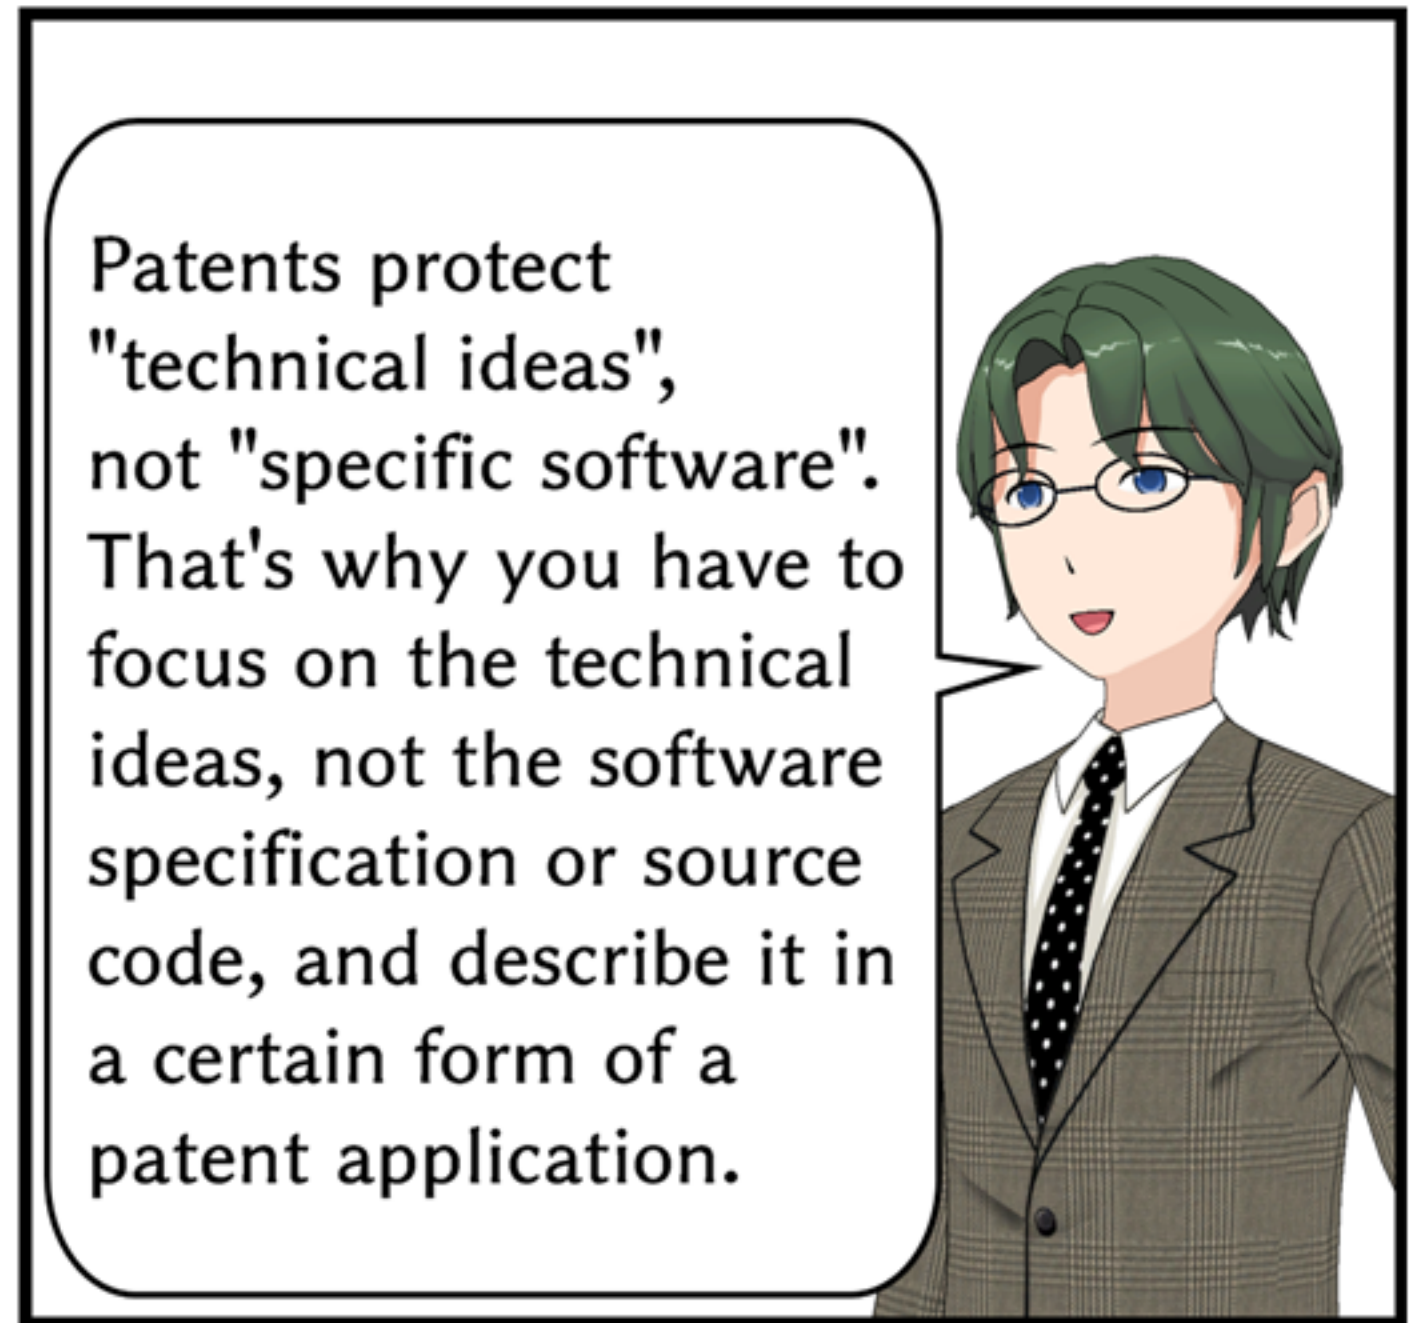 Patents protect
"technical ideas",
not "specific software".
That's why you have to
focus on the technical
ideas, not the software
specification or source
code, and describe it in
a certain form of a
patent application.